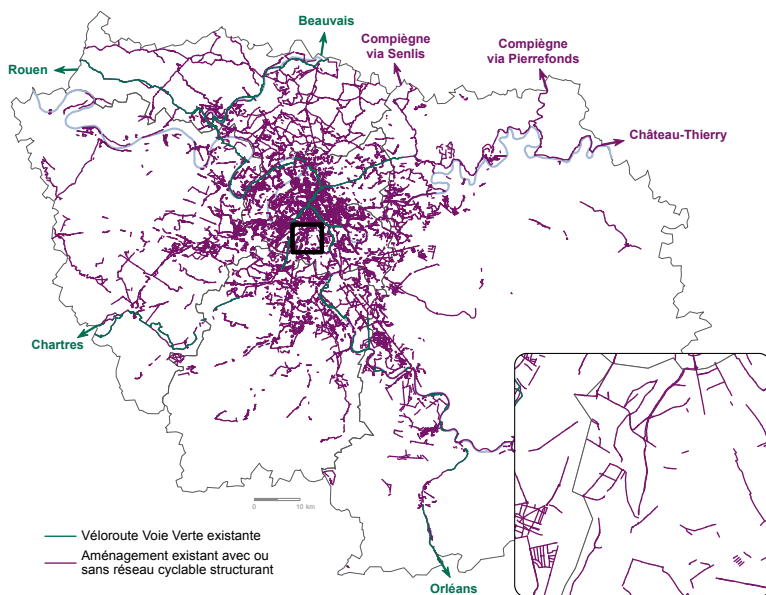 Beauvais
Compiègne
via Senlis
Compiègne
via Pierrefonds
Rouen
Château-Thierry
Chartres
0 10 km
Véloroute Voie Verte existante
Aménagement existant avec ou
sans réseau cyclable structurant
Orléans